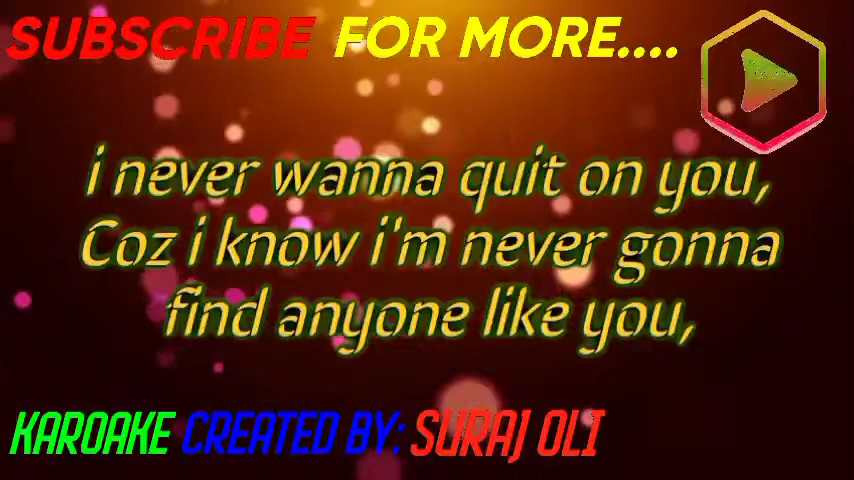 SUBSCRIBE FOR MORE....
i never wanna quit on you,
Coz i know i'm never gonna
find anyone like you,
KAROAKE CREATED BY: SURAJ OLI